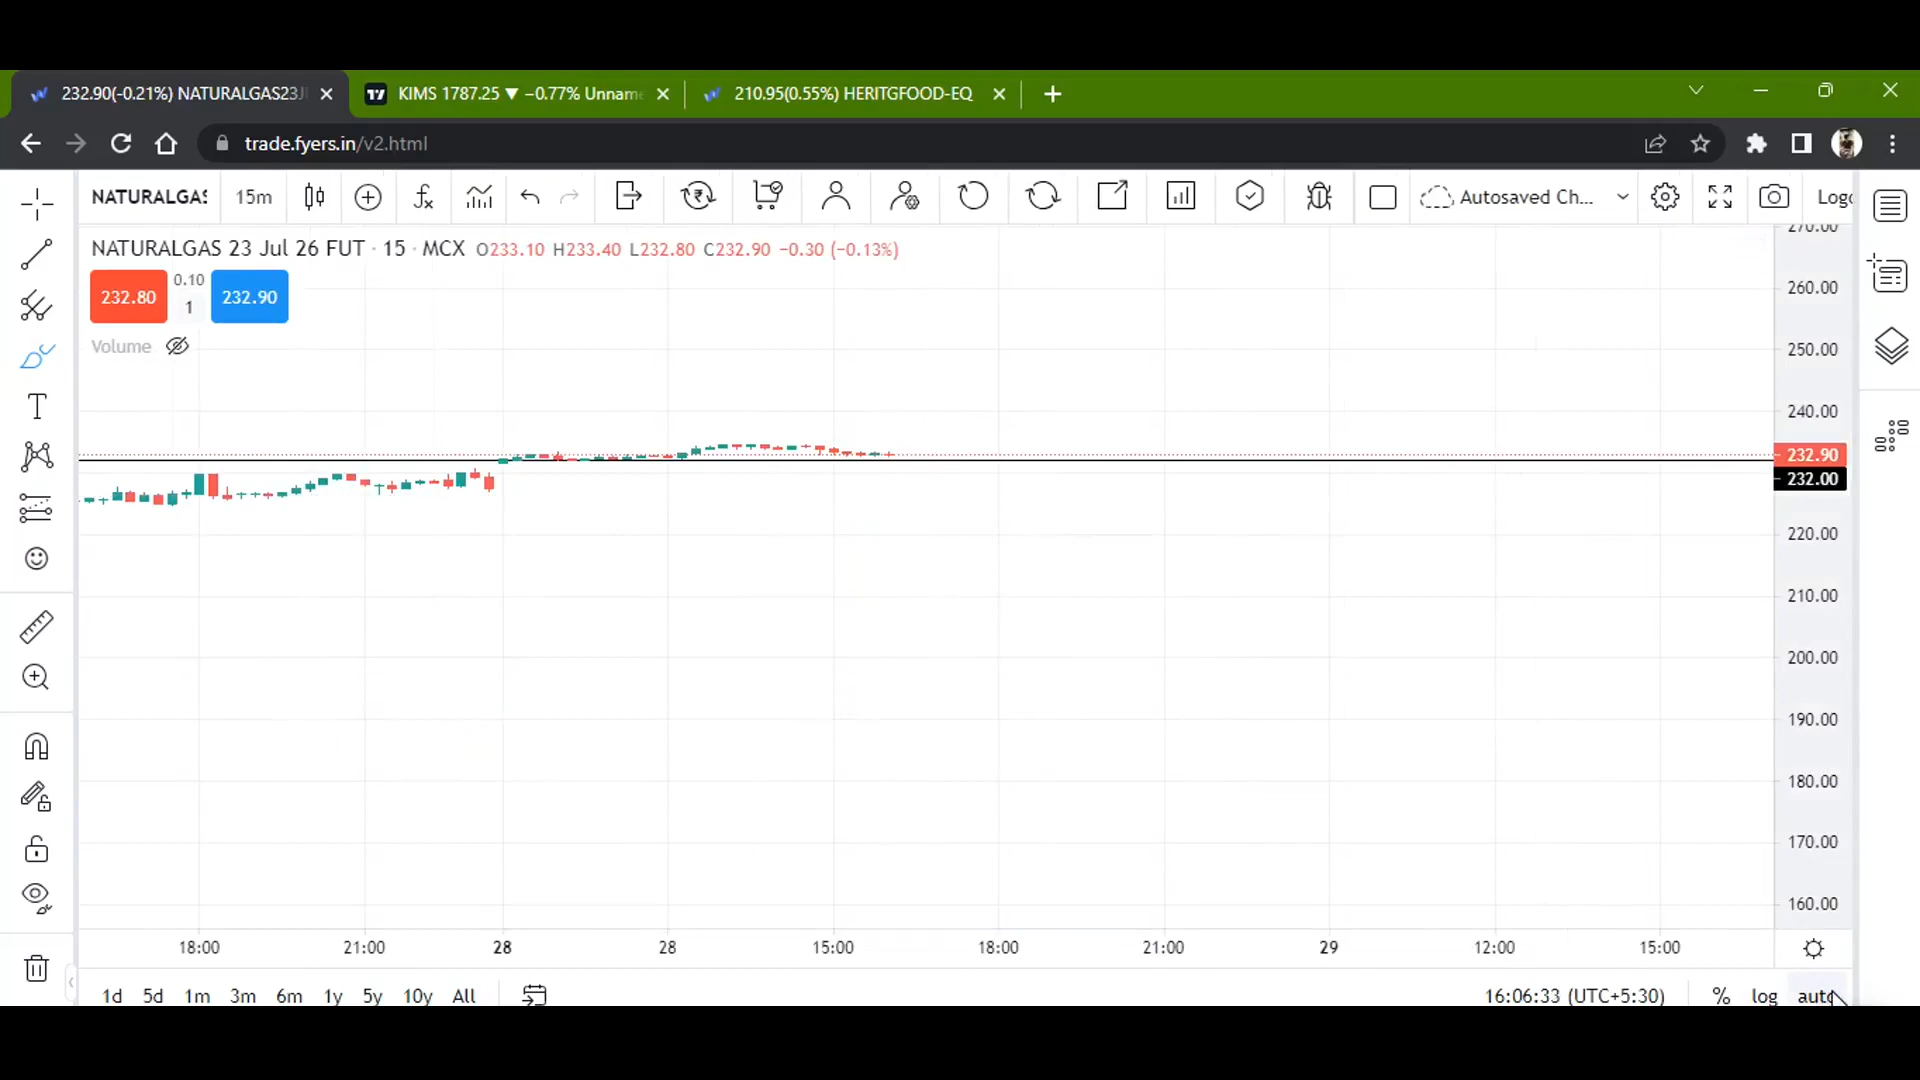 232.90(-0.21%) NATURALGAS23J
KIMS 1787.25 ▼ −0.77% Unnam
210.95(0.55%) HERITGFOOD-EQ
trade.fyers.in/v2.html
NATURALGAS 15m Autosaved Ch... Logo
NATURALGAS 23 Jul 26 FUT · 15 · MCX O233.10 H233.40 L232.80 C232.90 −0.30 (−0.13%)
232.80 0.10 1 232.90
Volume
270.00
260.00
250.00
240.00
232.90
232.00
220.00
210.00
200.00
190.00
180.00
170.00
160.00
18:00 21:00 28 28 15:00 18:00 21:00 29 12:00 15:00
1d 5d 1m 3m 6m 1y 5y 10y All 16:06:33 (UTC+5:30) % log auto